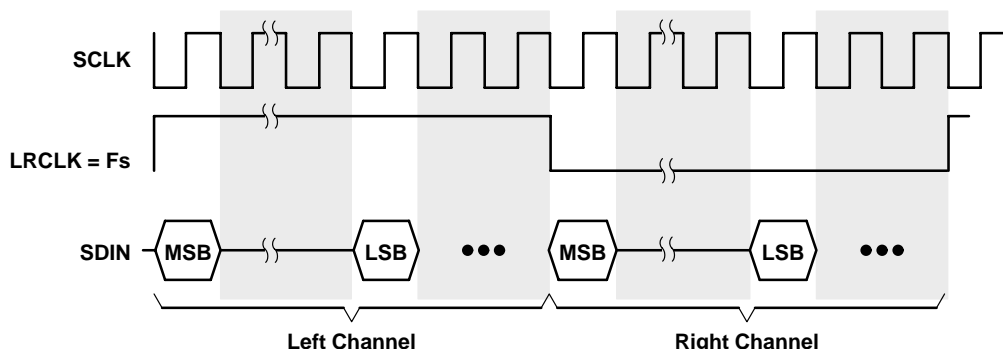 SCLK
LRCLK = Fs
SDIN MSB LSB ●●● MSB LSB ●●●
Left Channel Right Channel